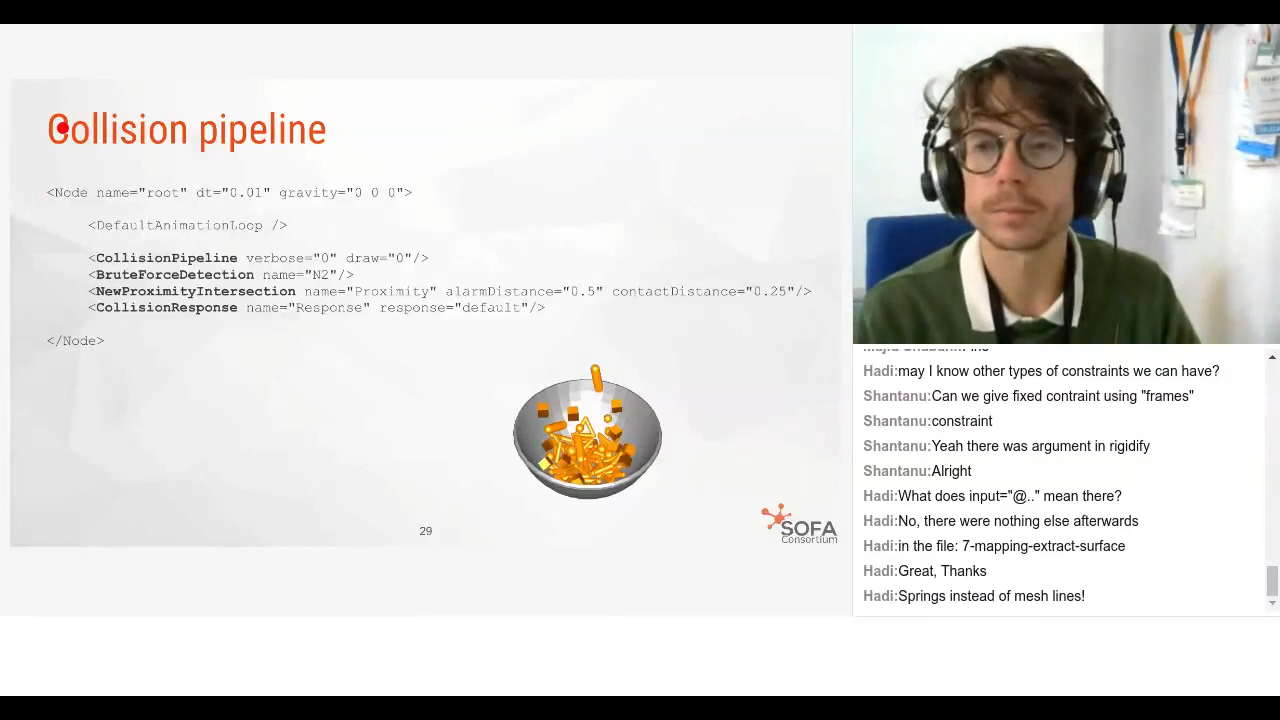 Collision pipeline
<Node name="root" dt="0.01" gravity="0 0 0">
<DefaultAnimationLoop />
<CollisionPipeline verbose="0" draw="0"/>
<BruteForceDetection name="N2"/>
<NewProximityIntersection name="Proximity" alarmDistance="0.5" contactDistance="0.25"/>
<CollisionResponse name="Response" response="default"/>
</Node>
29
SOFA
Consortium
Hadi:may I know other types of constraints we can have?
Shantanu:Can we give fixed contraint using "frames"
Shantanu:constraint
Shantanu:Yeah there was argument in rigidify
Shantanu:Alright
Hadi:What does input="@.." mean there?
Hadi:No, there were nothing else afterwards
Hadi:in the file: 7-mapping-extract-surface
Hadi:Great, Thanks
Hadi:Springs instead of mesh lines!